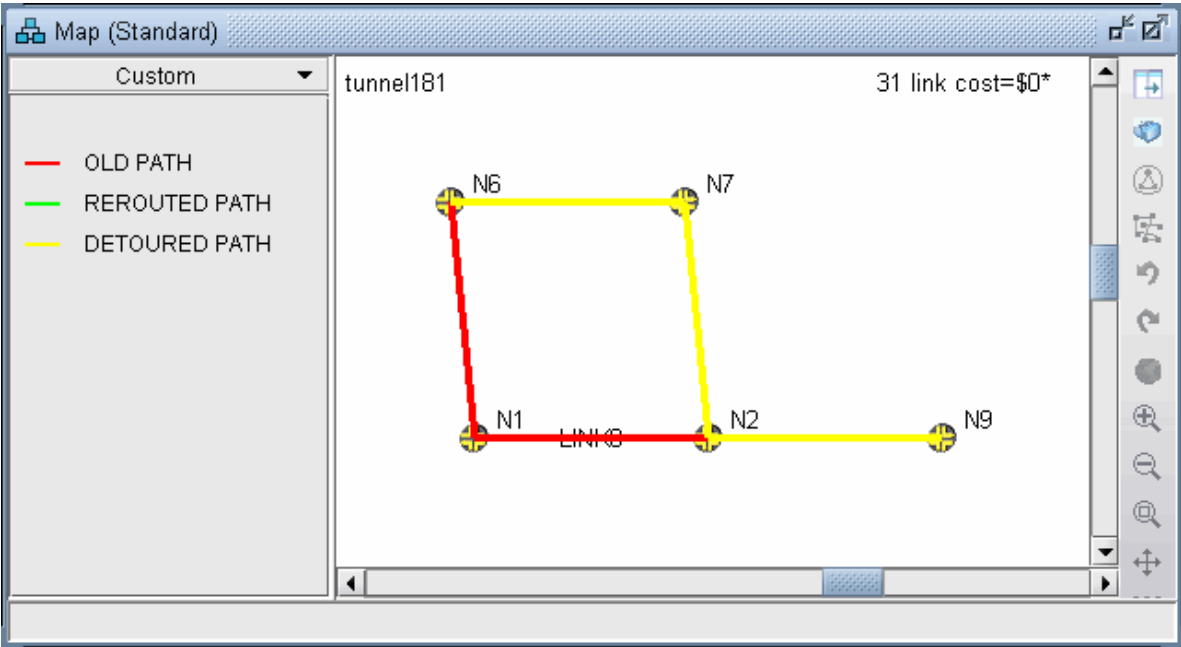 Map (Standard)
Custom
tunnel181
31 link cost=$0*
OLD PATH
REROUTED PATH
DETOURED PATH
N6
N7
N1
N2
N9